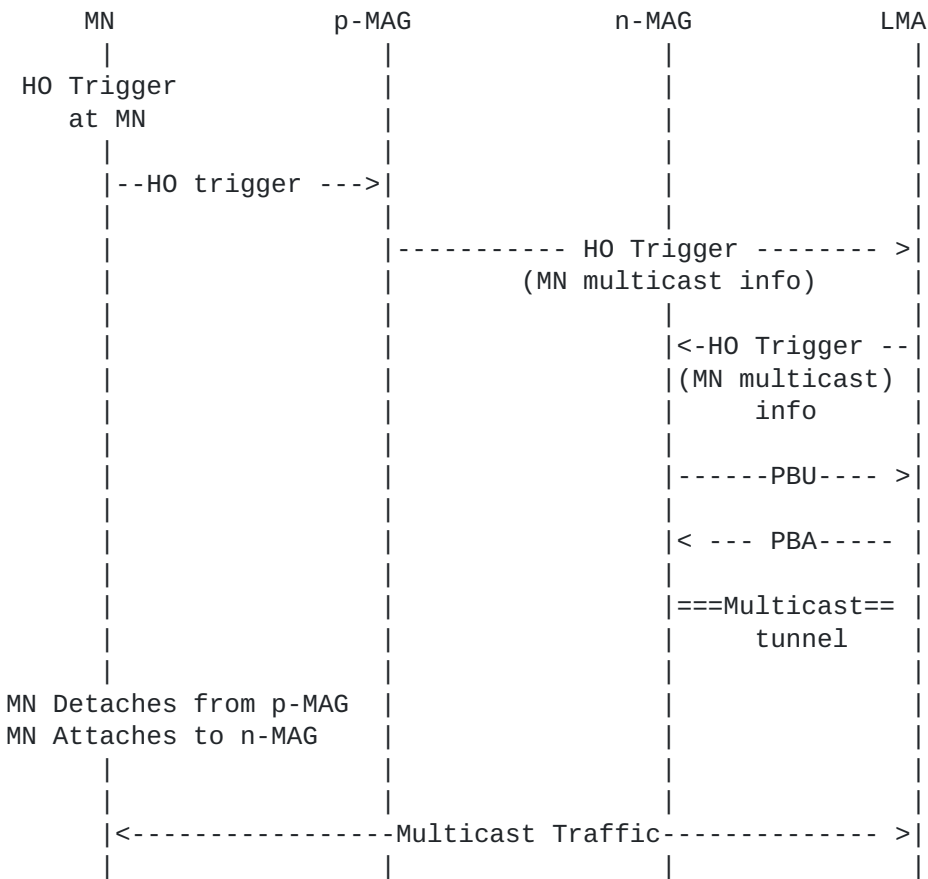 MN p-MAG n-MAG LMA
HO Trigger
at MN
--HO trigger --->
----------- HO Trigger -------- >
(MN multicast info)
<-HO Trigger --
(MN multicast)
info
------PBU---- >
< --- PBA-----
===Multicast==
tunnel
MN Detaches from p-MAG
MN Attaches to n-MAG
<-----------------Multicast Traffic-------------- >